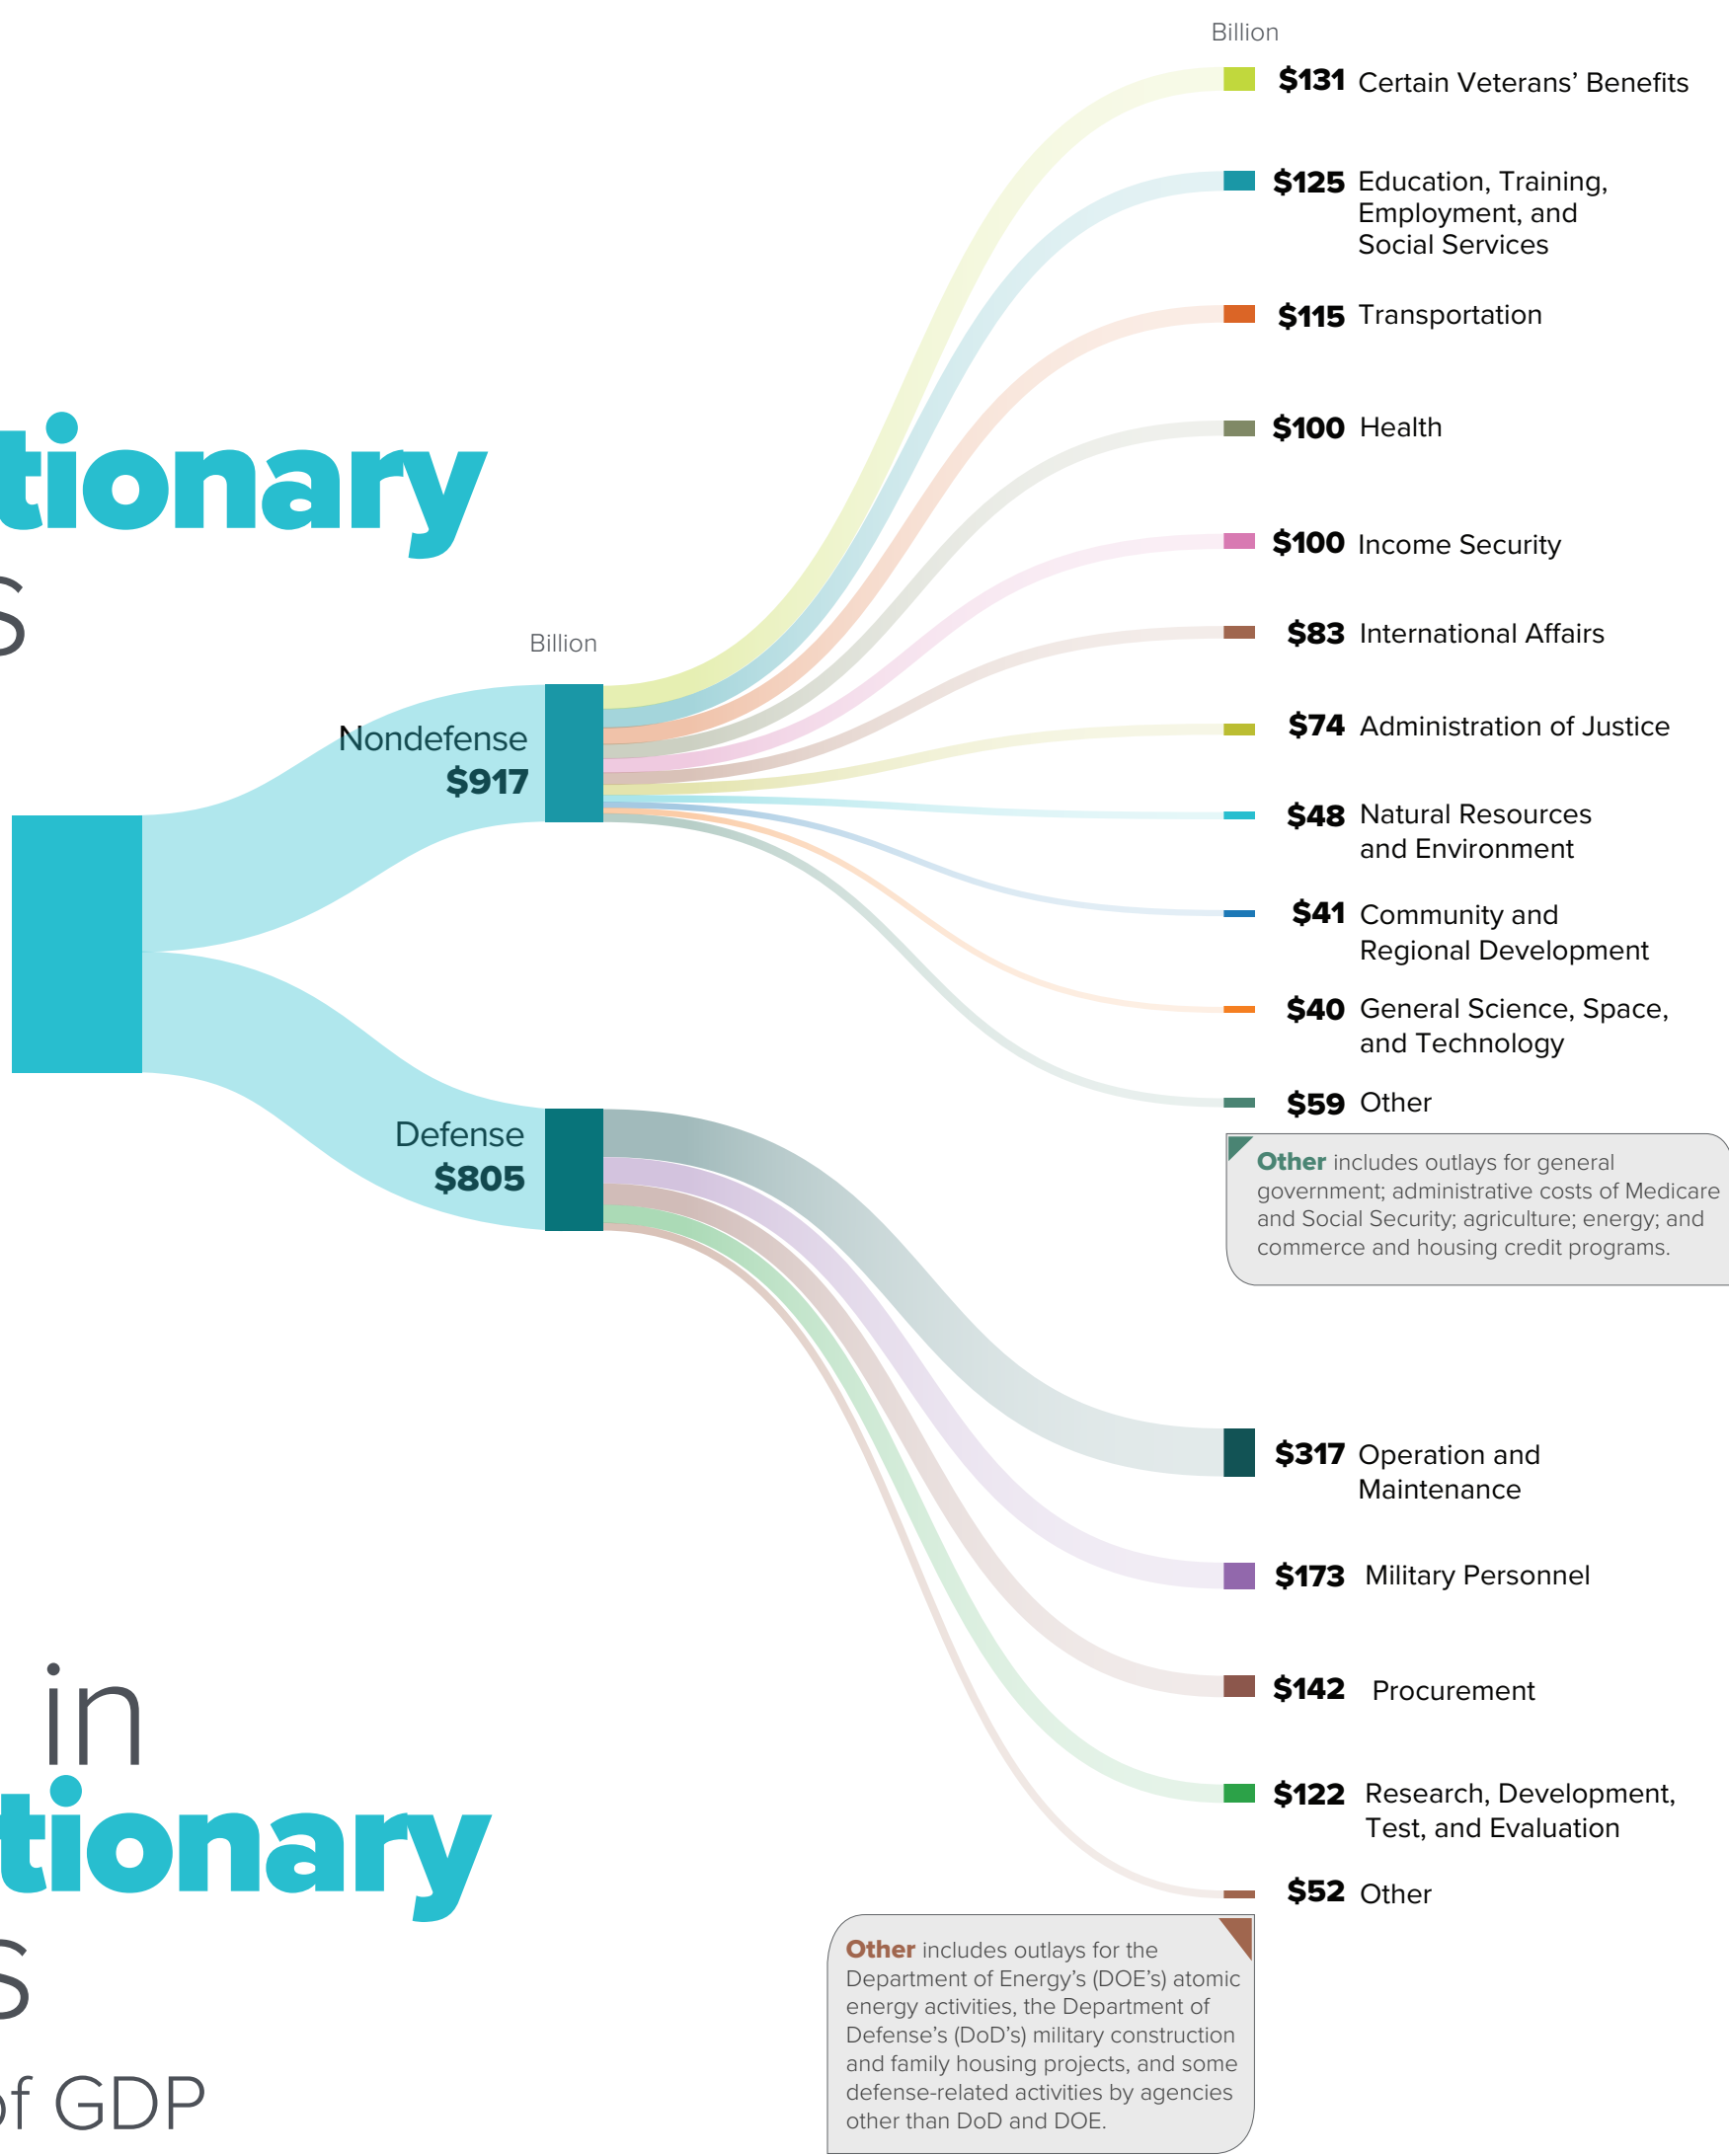 Billion
$131 Certain Veterans’ Benefits
$125 Education, Training,
Employment, and
Social Services
$115 Transportation
$100 Health
$100 Income Security
$83 International Affairs
$74 Administration of Justice
$48 Natural Resources
and Environment
$41 Community and
Regional Development
$40 General Science, Space,
and Technology
$59 Other
Other includes outlays for general
government; administrative costs of Medicare
and Social Security; agriculture; energy; and
commerce and housing credit programs.
tionary
s
Billion
Nondefense
$917
Defense
$805
$317 Operation and
Maintenance
$173 Military Personnel
$142 Procurement
$122 Research, Development,
Test, and Evaluation
$52 Other
Other includes outlays for the
Department of Energy’s (DOE’s) atomic
energy activities, the Department of
Defense’s (DoD’s) military construction
and family housing projects, and some
defense-related activities by agencies
other than DoD and DOE.
in
tionary
s
of GDP